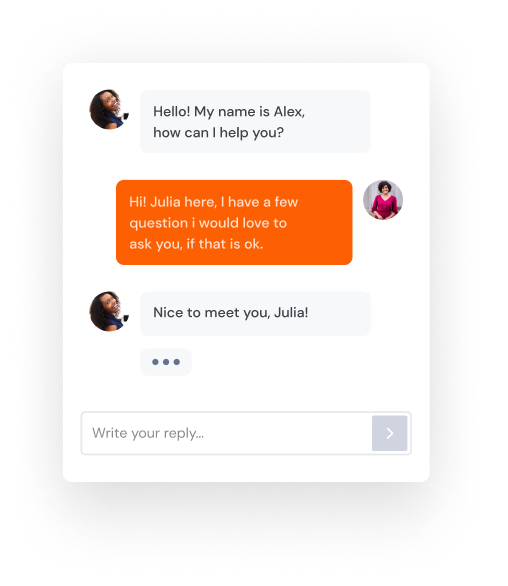 Hello! My name is Alex,
how can I help you?
Hi! Julia here, I have a few
question i would love to
ask you, if that is ok.
Nice to meet you, Julia!
Write your reply...